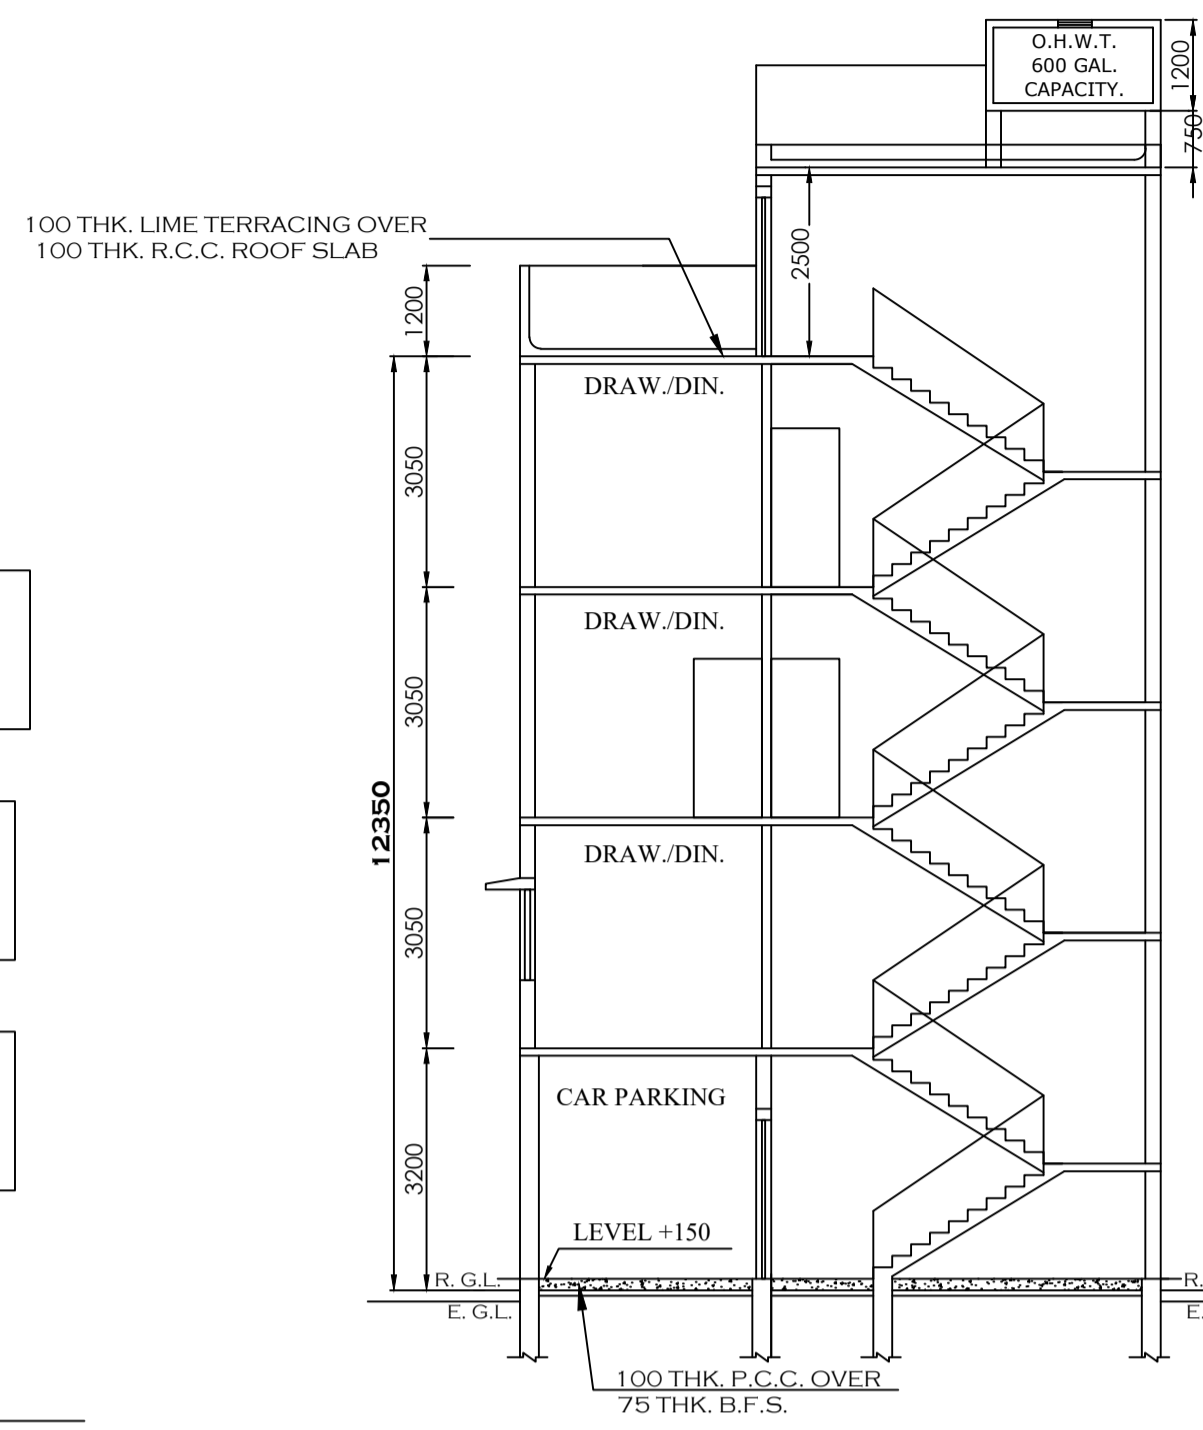 O.H.W.T.
600 GAL.
CAPACITY.
1200
750
100 THK. LIME TERRACING OVER
100 THK. R.C.C. ROOF SLAB
2500
1200
DRAW./DIN.
3050
DRAW./DIN.
3050
12350
DRAW./DIN.
3050
CAR PARKING
3200
LEVEL +150
R. G.L.
R.
E. G.L.
E.
100 THK. P.C.C. OVER
75 THK. B.F.S.